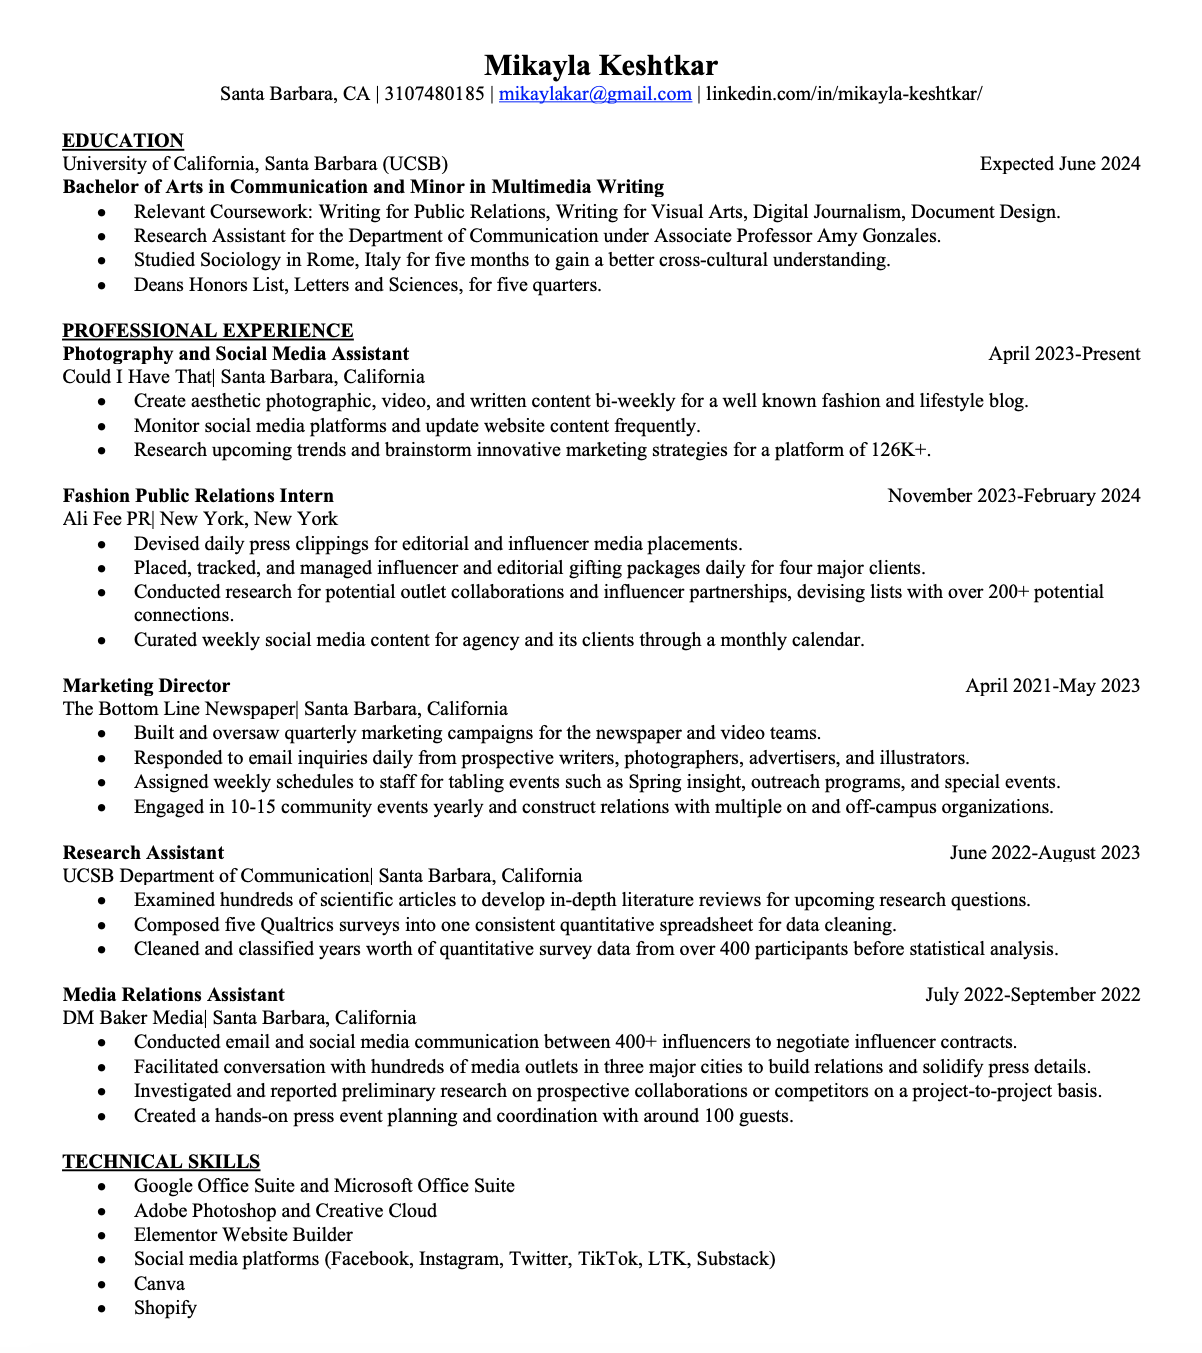 Mikayla Keshtkar
Santa Barbara, CA | 3107480185 | mikaylakar@gmail.com | linkedin.com/in/mikayla-keshtkar/
EDUCATION
University of California, Santa Barbara (UCSB) Expected June 2024
Bachelor of Arts in Communication and Minor in Multimedia Writing
• Relevant Coursework: Writing for Public Relations, Writing for Visual Arts, Digital Journalism, Document Design.
• Research Assistant for the Department of Communication under Associate Professor Amy Gonzales.
• Studied Sociology in Rome, Italy for five months to gain a better cross-cultural understanding.
• Deans Honors List, Letters and Sciences, for five quarters.
PROFESSIONAL EXPERIENCE
Photography and Social Media Assistant April 2023-Present
Could I Have That| Santa Barbara, California
• Create aesthetic photographic, video, and written content bi-weekly for a well known fashion and lifestyle blog.
• Monitor social media platforms and update website content frequently.
• Research upcoming trends and brainstorm innovative marketing strategies for a platform of 126K+.
Fashion Public Relations Intern November 2023-February 2024
Ali Fee PR| New York, New York
• Devised daily press clippings for editorial and influencer media placements.
• Placed, tracked, and managed influencer and editorial gifting packages daily for four major clients.
• Conducted research for potential outlet collaborations and influencer partnerships, devising lists with over 200+ potential
connections.
• Curated weekly social media content for agency and its clients through a monthly calendar.
Marketing Director April 2021-May 2023
The Bottom Line Newspaper| Santa Barbara, California
• Built and oversaw quarterly marketing campaigns for the newspaper and video teams.
• Responded to email inquiries daily from prospective writers, photographers, advertisers, and illustrators.
• Assigned weekly schedules to staff for tabling events such as Spring insight, outreach programs, and special events.
• Engaged in 10-15 community events yearly and construct relations with multiple on and off-campus organizations.
Research Assistant June 2022-August 2023
UCSB Department of Communication| Santa Barbara, California
• Examined hundreds of scientific articles to develop in-depth literature reviews for upcoming research questions.
• Composed five Qualtrics surveys into one consistent quantitative spreadsheet for data cleaning.
• Cleaned and classified years worth of quantitative survey data from over 400 participants before statistical analysis.
Media Relations Assistant July 2022-September 2022
DM Baker Media| Santa Barbara, California
• Conducted email and social media communication between 400+ influencers to negotiate influencer contracts.
• Facilitated conversation with hundreds of media outlets in three major cities to build relations and solidify press details.
• Investigated and reported preliminary research on prospective collaborations or competitors on a project-to-project basis.
• Created a hands-on press event planning and coordination with around 100 guests.
TECHNICAL SKILLS
• Google Office Suite and Microsoft Office Suite
• Adobe Photoshop and Creative Cloud
• Elementor Website Builder
• Social media platforms (Facebook, Instagram, Twitter, TikTok, LTK, Substack)
• Canva
• Shopify